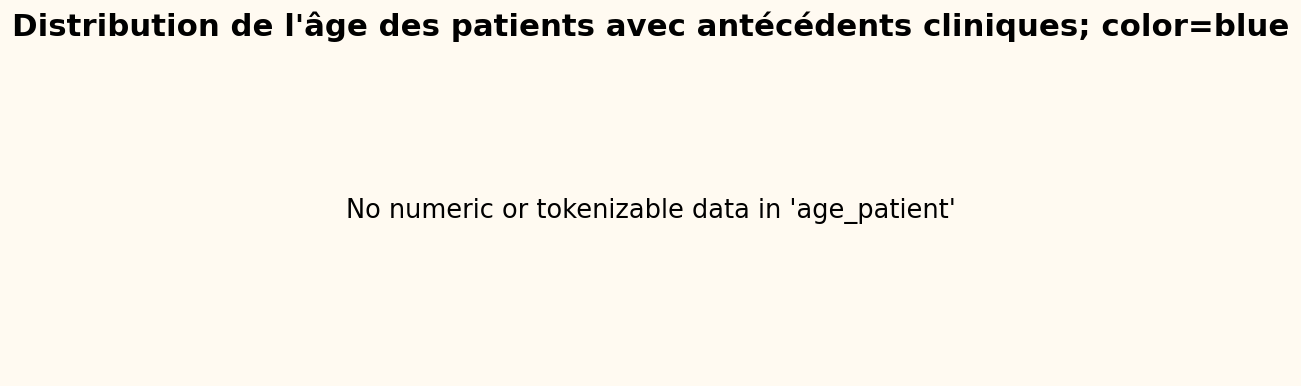 Distribution de l'âge des patients avec antécédents cliniques; color=blue
No numeric or tokenizable data in 'age_patient'